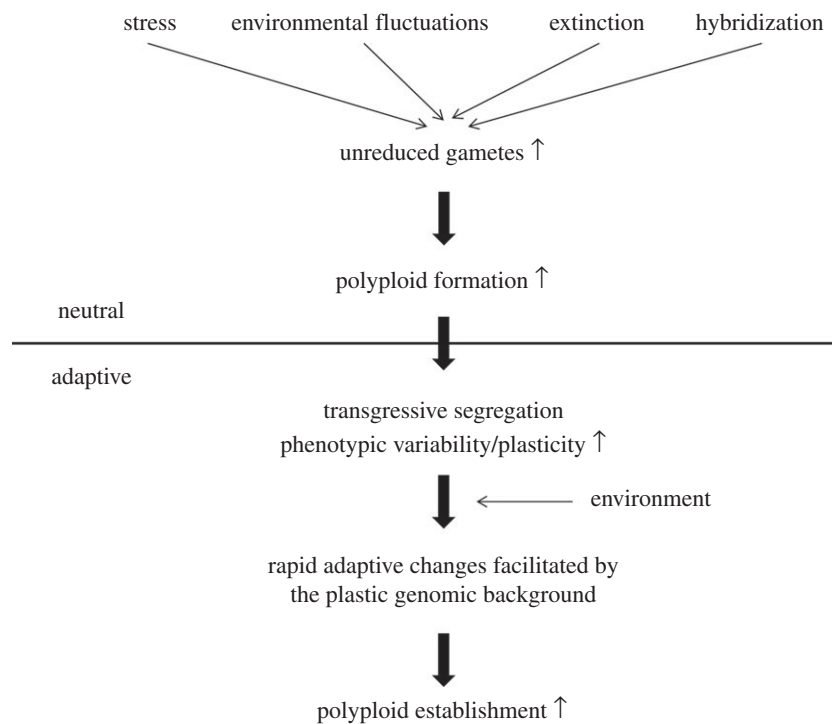 stress environmental fluctuations extinction hybridization
unreduced gametes ↑
polyploid formation ↑
neutral
adaptive
transgressive segregation
phenotypic variability/plasticity ↑
environment
rapid adaptive changes facilitated by
the plastic genomic background
polyploid establishment ↑